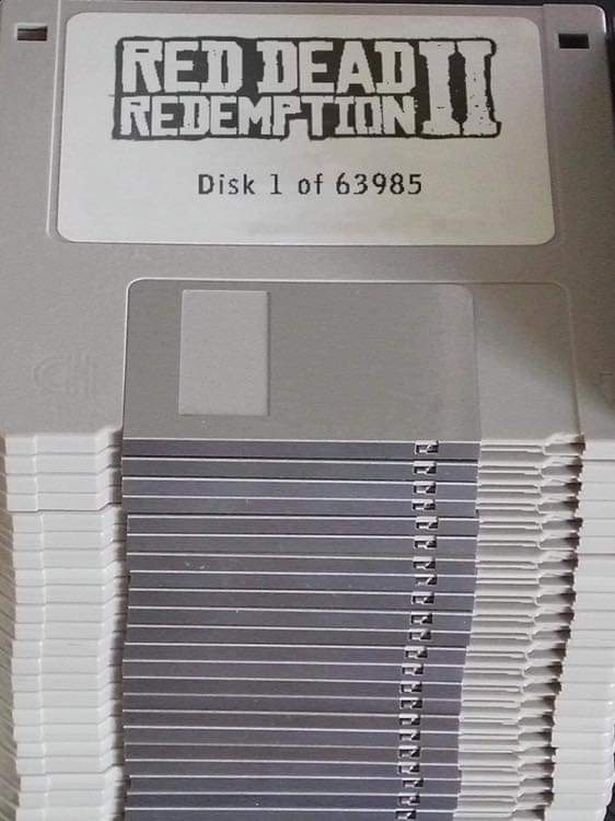 RED DEAD
REDEMPTION II
Disk 1 of 63985